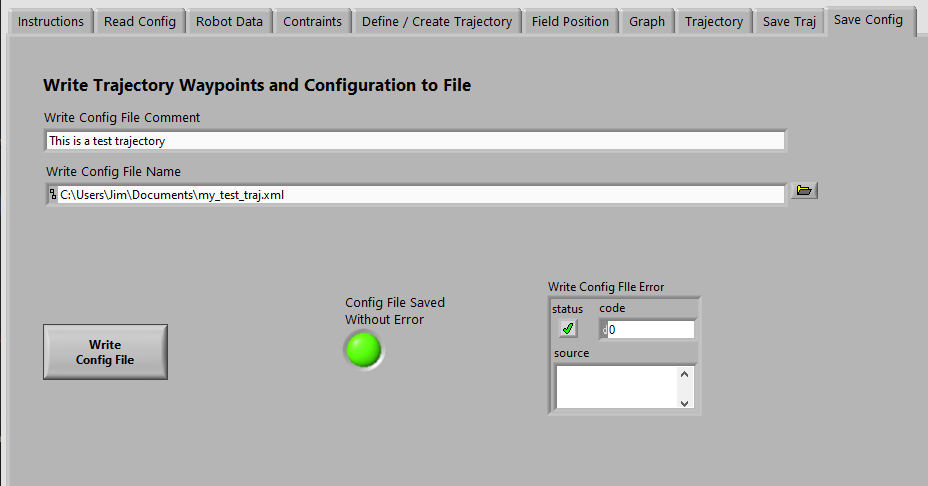 Instructions Read Config Robot Data Contraints Define / Create Trajectory Field Position Graph Trajectory Save Traj Save Config
Write Trajectory Waypoints and Configuration to File
Write Config File Comment
This is a test trajectory
Write Config File Name
C:\Users\Jim\Documents\my_test_traj.xml
Write
Config File
Config File Saved
Without Error
Write Config FIle Error
status code
d 0
source